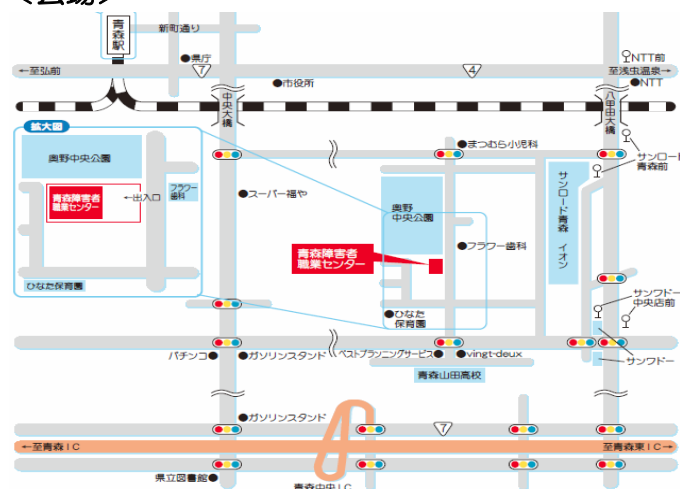 ＜会場＞
青森駅
新町通り
●県庁
7
●市役所
4
NTT前
←至弘前
至浅虫温泉→
●NTT
中央大橋
八甲田大橋
拡大図
奥野中央公園
青森障害者
職業センター
←出入口
フラワー
歯科
ひなた保育園
●まつむら小児科
サンロード
青森前
●スーパー福や
奥野
中央公園
サンロード青森 イオン
●フラワー歯科
青森障害者
職業センター
●ひなた
保育園
サンワドー
中央店前
パチンコ●
●ガソリンスタンド
ベストプランニングサービス●
●vingt-deux
サンワドー
青森山田高校
●ガソリンスタンド
7
←至青森IC
至青森東IC→
県立図書館●
青森中央IC